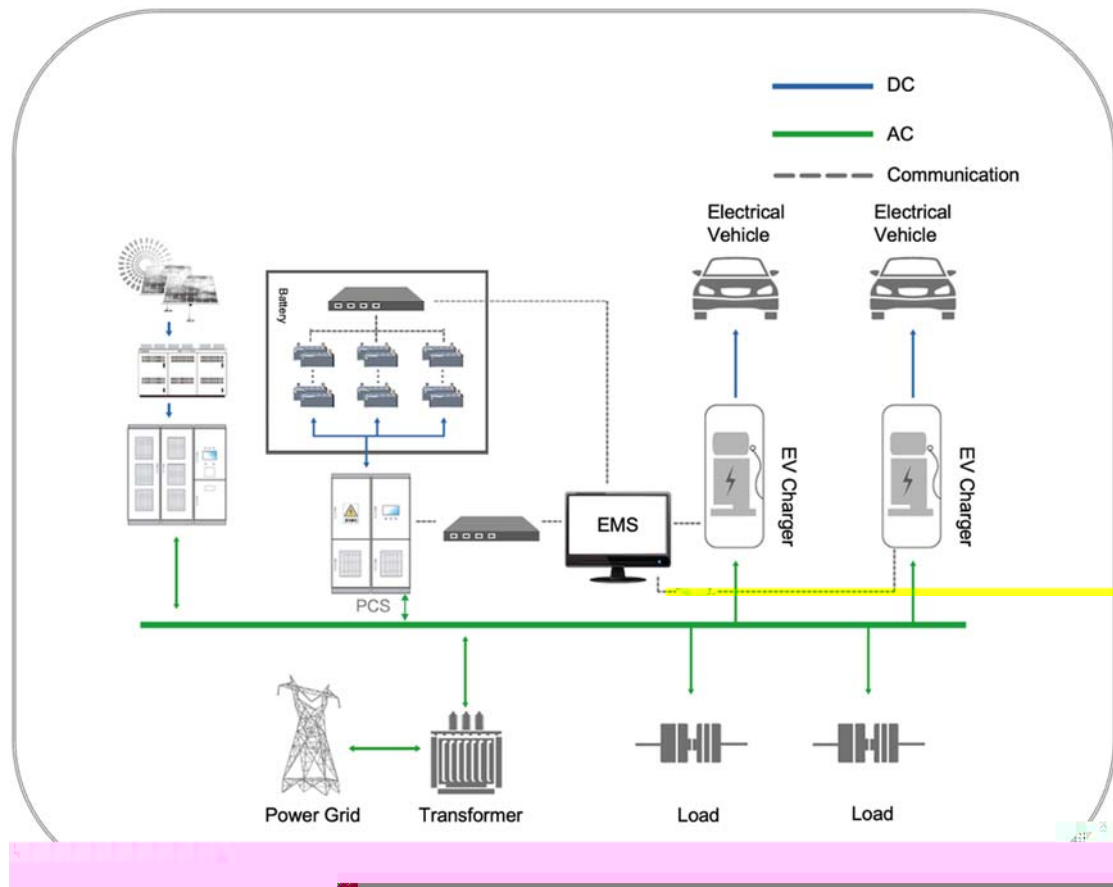 DC
AC
Communication
Electrical
Vehicle
Electrical
Vehicle
Battery
EV Charger
EV Charger
EMS
PCS
Power Grid
Transformer
Load
Load